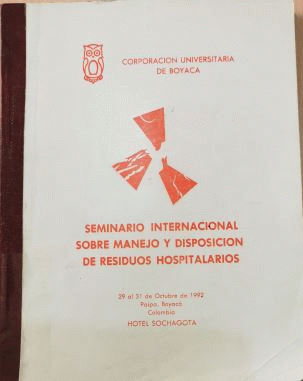 CORPORACION UNIVERSITARIA
DE BOYACA
SEMINARIO INTERNACIONAL
SOBRE MANEJO Y DISPOSICION
DE RESIDUOS HOSPITALARIOS
29 al 31 de Octubre de 1992
Paipa, Boyacá
Colombia
HOTEL SOCHAGOTA